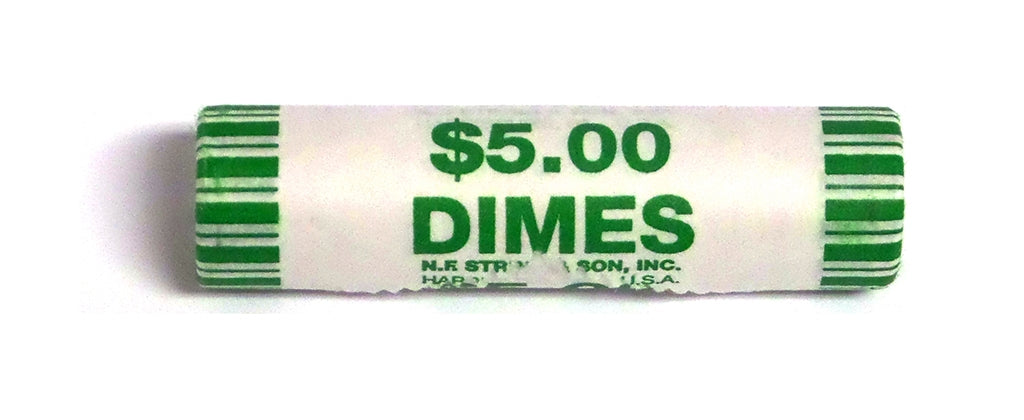 $5.00
DIMES
N.F. SON, INC.
U.S.A.